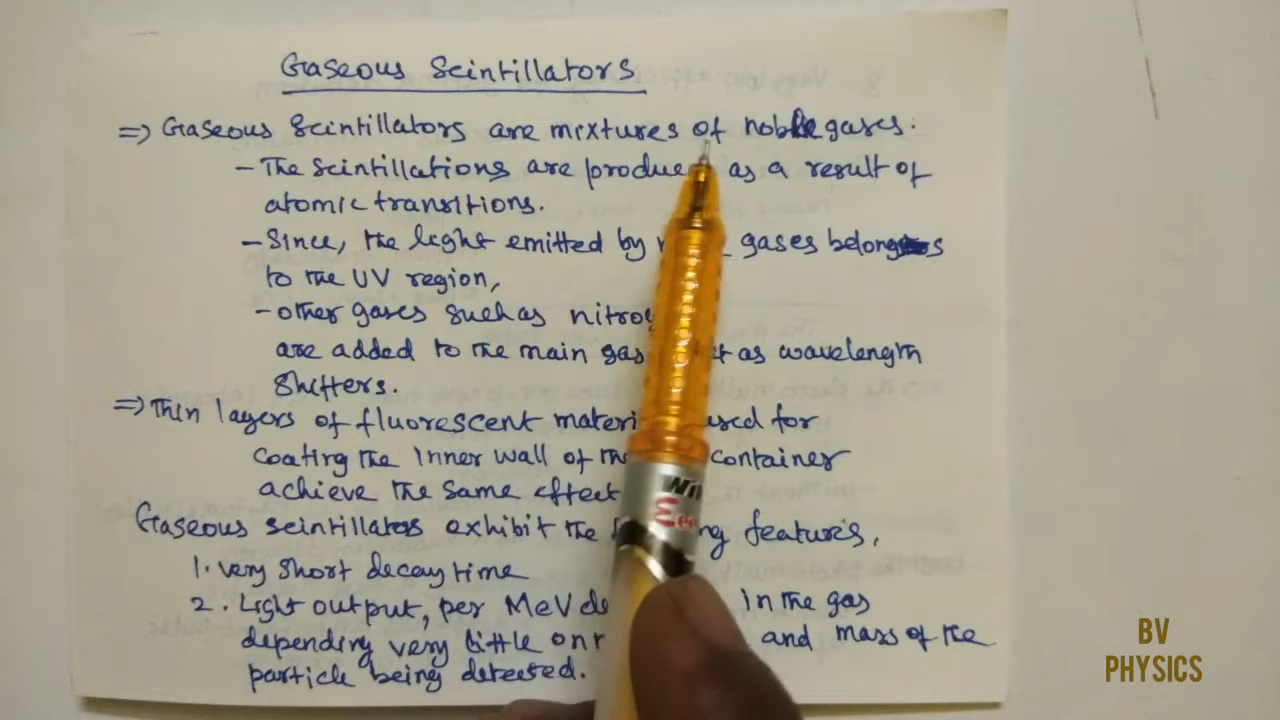 Gaseous Scintillators
=> Gaseous Scintillators are mixtures of noble gases.
- The scintillations are produce as a result of
atomic transitions.
- Since, the light emitted by gases belongs
to the UV region,
- other gases such as nitrog
are added to the main gas as wavelength
shifters.
=> Thin layers of fluorescent materi used for
coating the inner wall of the container
achieve the same effect
Gaseous scintillators exhibit the features,
1. very short decay time
2. Light output, per MeV de in the gas
depending very little on and mass of the
particle being detected.
BV
PHYSICS